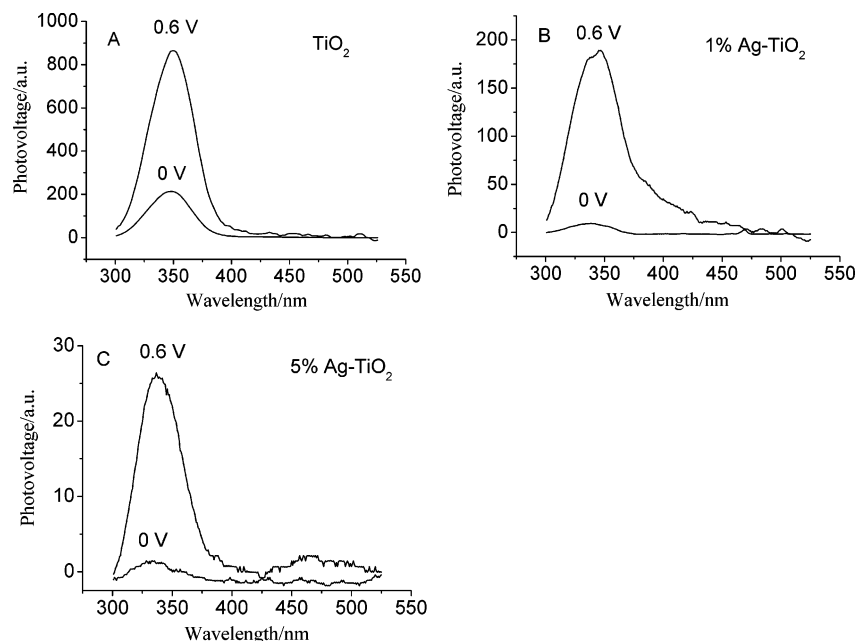 A
0.6 V
TiO2
0 V
Photovoltage/a.u.
1000
800
600
400
200
0
300 350 400 450 500 550
Wavelength/nm
B
0.6 V
1% Ag-TiO2
0 V
Photovoltage/a.u.
200
150
100
50
0
300 350 400 450 500 550
Wavelength/nm
C
0.6 V
5% Ag-TiO2
0 V
Photovoltage/a.u.
30
20
10
0
300 350 400 450 500 550
Wavelength/nm